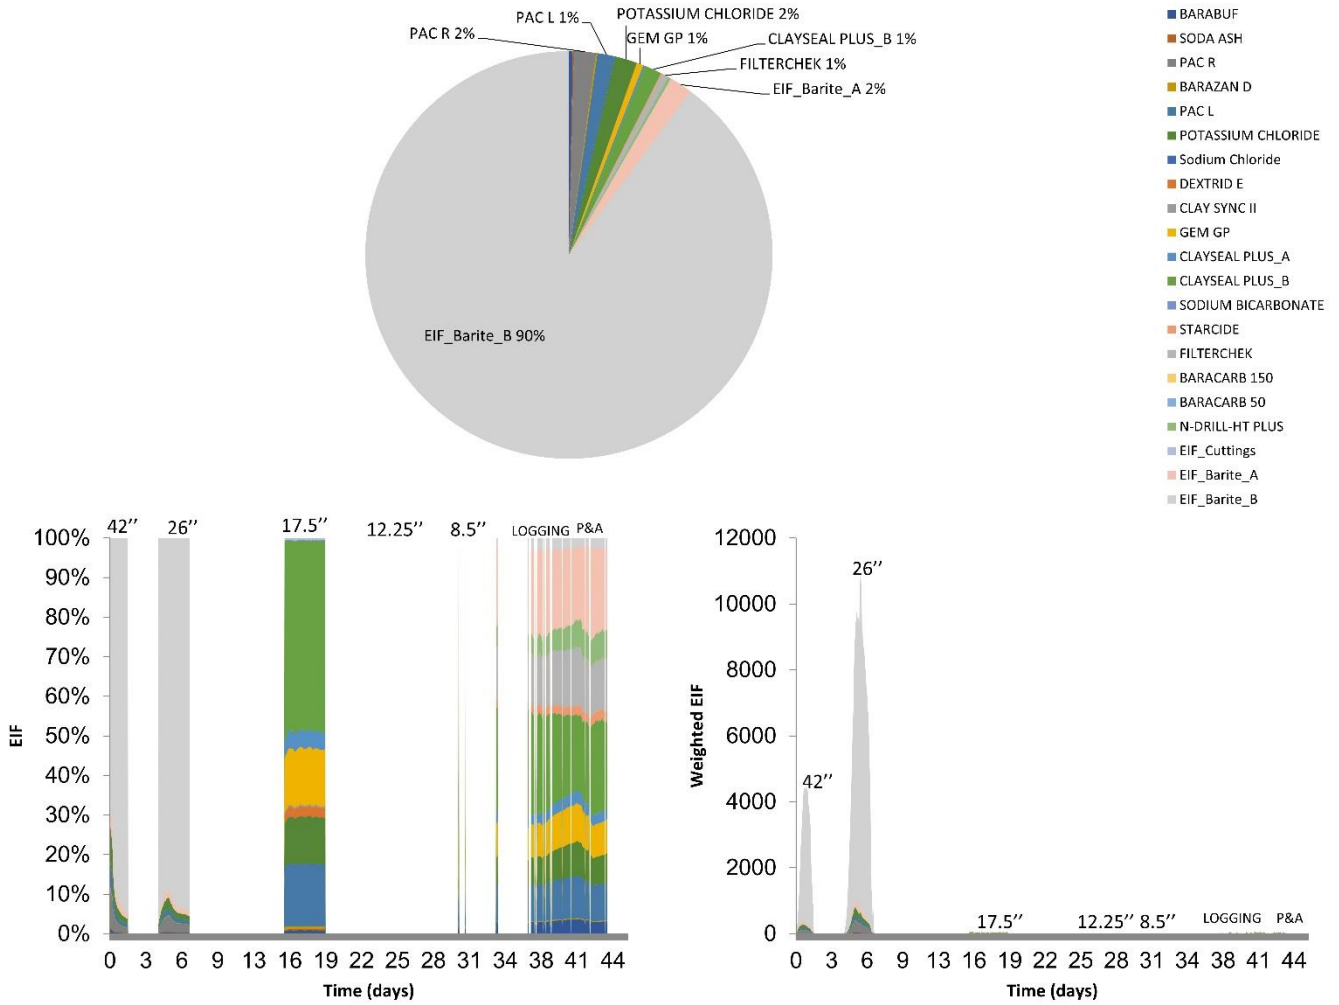 PAC L 1%
POTASSIUM CHLORIDE 2%
PAC R 2%
GEM GP 1%
CLAYSEAL PLUS_B 1%
FILTERCHEK 1%
EIF_Barite_A 2%
EIF_Barite_B 90%
BARABUF
SODA ASH
PAC R
BARAZAN D
PAC L
POTASSIUM CHLORIDE
Sodium Chloride
DEXTRID E
CLAY SYNC II
GEM GP
CLAYSEAL PLUS_A
CLAYSEAL PLUS_B
SODIUM BICARBONATE
STARCIDE
FILTERCHEK
BARACARB 150
BARACARB 50
N-DRILL-HT PLUS
EIF_Cuttings
EIF_Barite_A
EIF_Barite_B
42’’ 26’’ 17.5’’ 12.25’’ 8.5’’ LOGGING P&A
100%
90%
80%
70%
60%
50%
40%
30%
20%
10%
0%
EIF
0 3 6 9 13 16 19 22 25 28 31 34 38 41 44
Time (days)
12000
10000
8000
6000
4000
2000
0
Weighted EIF
26’’
42’’
17.5’’ 12.25’’ 8.5’’ LOGGING P&A
0 3 6 9 13 16 19 22 25 28 31 34 38 41 44
Time (days)